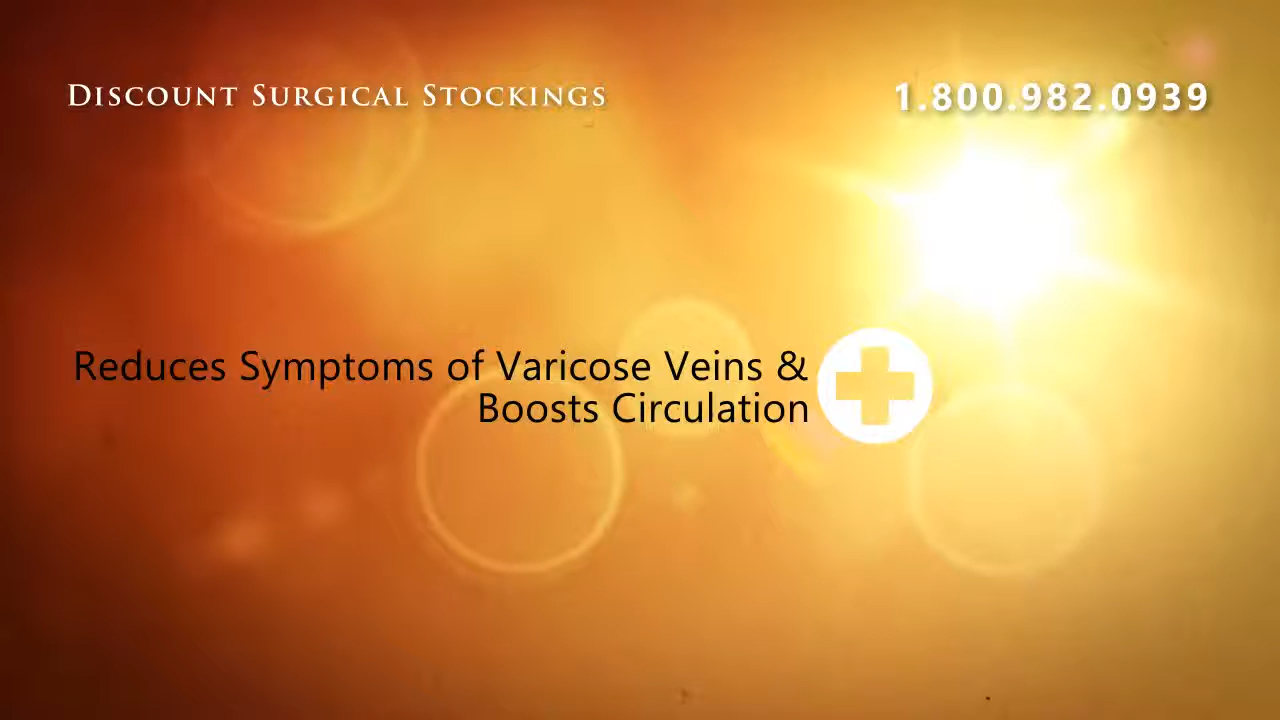 Discount Surgical Stockings
1.800.982.0939
Reduces Symptoms of Varicose Veins &
Boosts Circulation